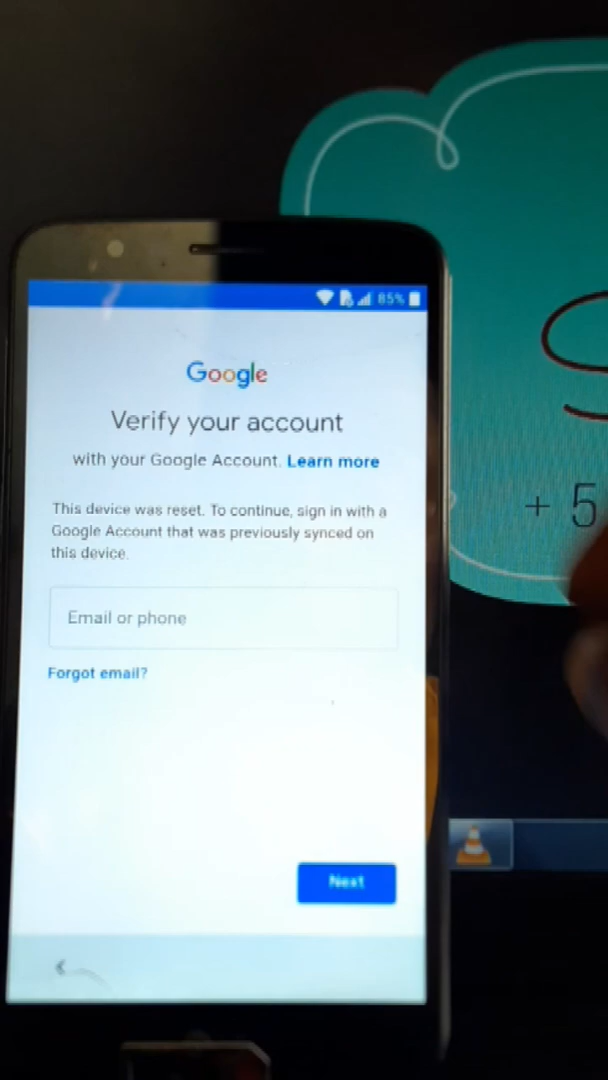 85%
Google
Verify your account
with your Google Account. Learn more
This device was reset. To continue, sign in with a
Google Account that was previously synced on
this device.
Email or phone
Forgot email?
Next
+ 5